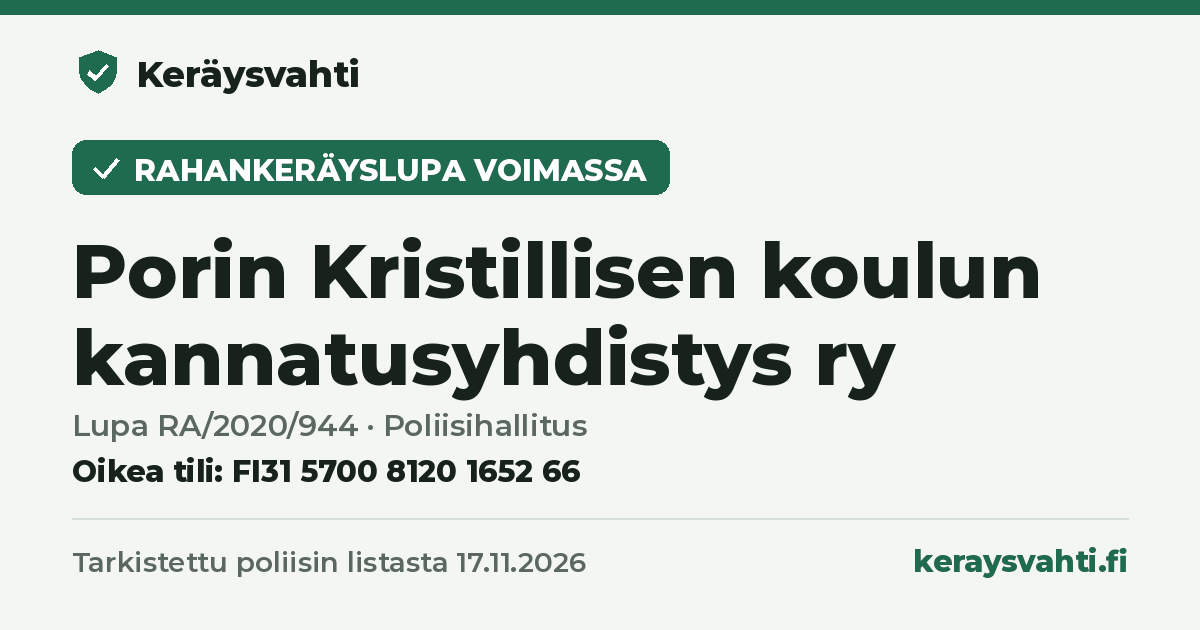 Keräysvahti
RAHANKERÄYSLUPA VOIMASSA
Porin Kristillisen koulun
kannatusyhdistys ry
Lupa RA/2020/944 · Poliisihallitus
Oikea tili: FI31 5700 8120 1652 66
Tarkistettu poliisin listasta 17.11.2026
keraysvahti.fi